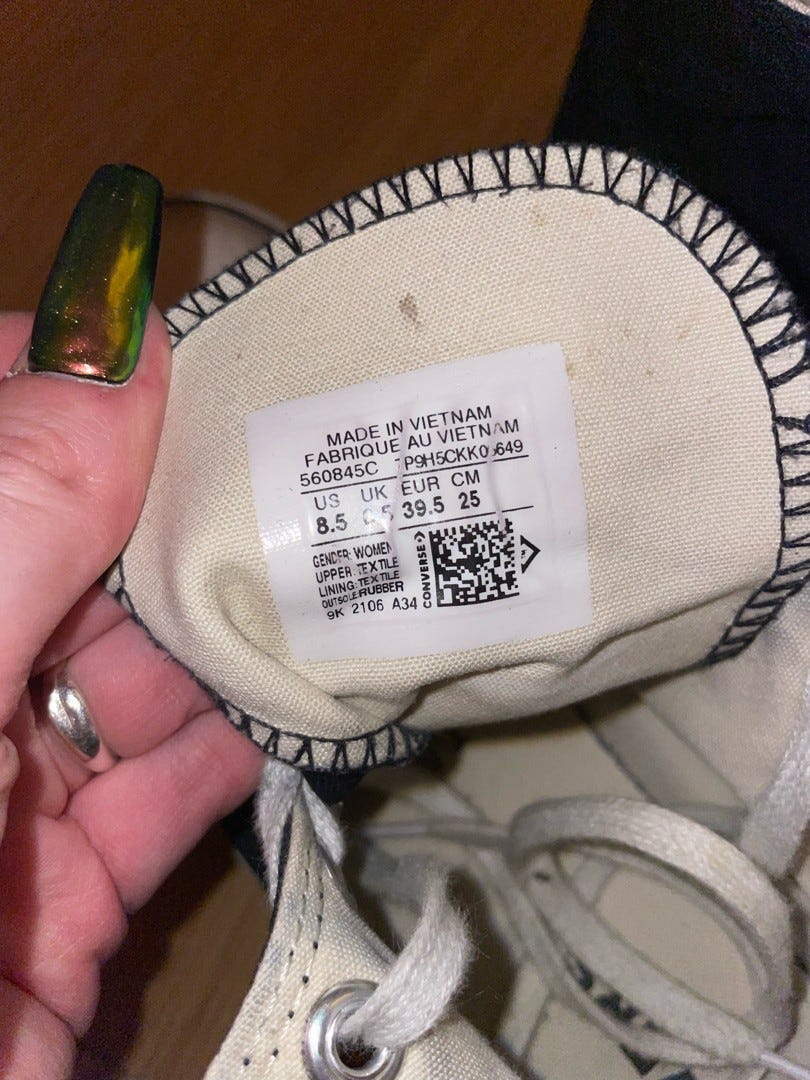 MADE IN VIETNAM
FABRIQUE AU VIETNAM
560845C
US UK EUR CM
8.5 39.5 25
GENDER: WOMEN
UPPER: TEXTILE
LINING: TEXTILE
OUTSOLE RUBBER
9K 2106 A34
CONVERSE